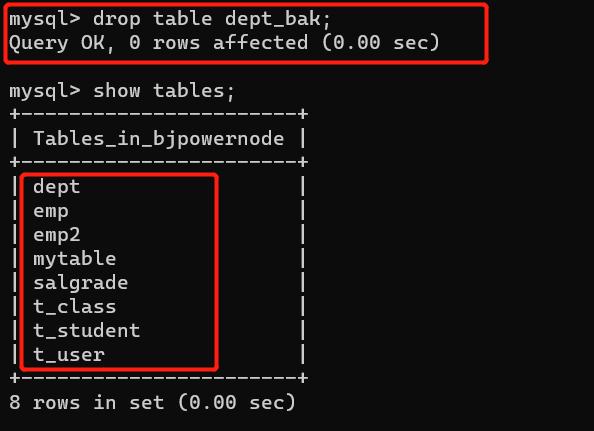 mysql> drop table dept_bak;
Query OK, 0 rows affected (0.00 sec)
mysql> show tables;
+-----------------------+
| Tables_in_bjpowernode |
+-----------------------+
| dept                  |
| emp                   |
| emp2                  |
| mytable               |
| salgrade              |
| t_class               |
| t_student             |
| t_user                |
+-----------------------+
8 rows in set (0.00 sec)